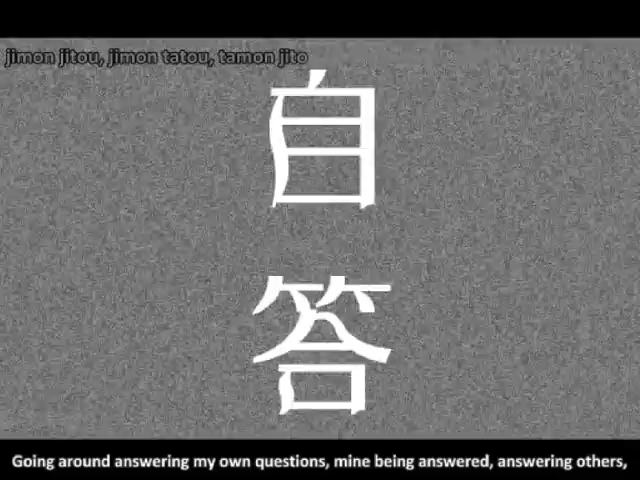 jimon jitou, jimon tatou, tamon jito
自
答
Going around answering my own questions, mine being answered, answering others,